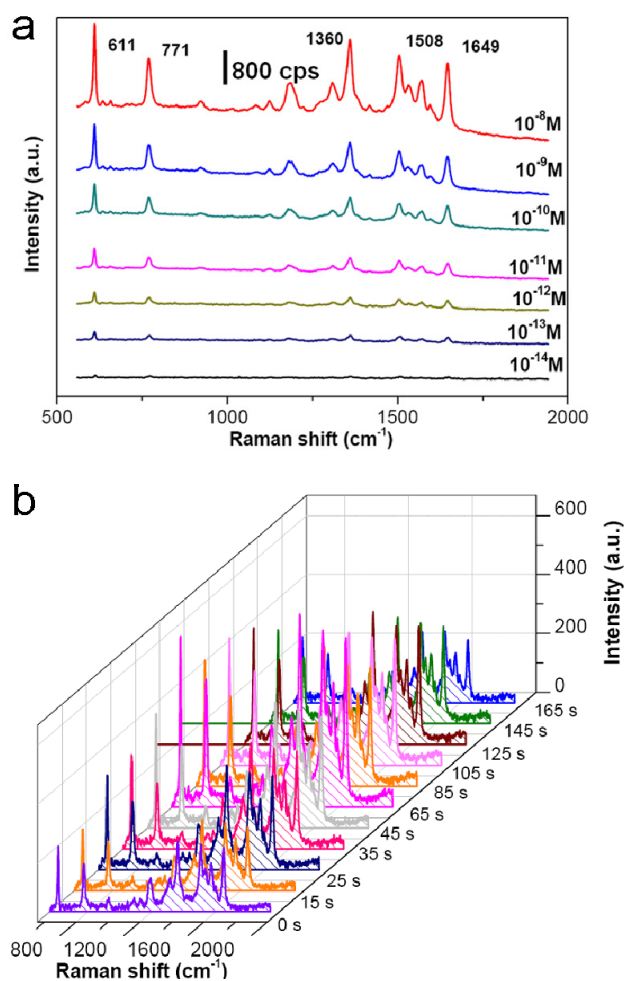 a
611 771 1360 1508 1649
800 cps
10⁻⁸M
10⁻⁹M
10⁻¹⁰M
10⁻¹¹M
10⁻¹²M
10⁻¹³M
10⁻¹⁴M
Intensity (a.u.)
500 1000 1500 2000
Raman shift (cm⁻¹)
b
600
400
200
0
Intensity (a.u.)
165 s
145 s
125 s
105 s
85 s
65 s
45 s
35 s
25 s
15 s
0 s
800 1200 1600 2000
Raman shift (cm⁻¹)